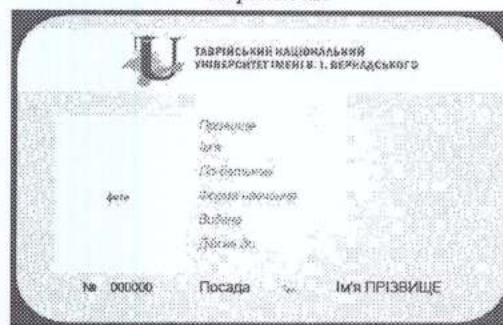 U ТАВРІЙСЬКИЙ НАЦІОНАЛЬНИЙ
УНІВЕРСИТЕТ ІМЕНІ В. І. ВЕРНАДСЬКОГО
Прізвище
Ім'я
По батькові
Форма навчання
Видано
Дійсне до
фото
№ 000000 Посада Ім'я ПРІЗВИЩЕ